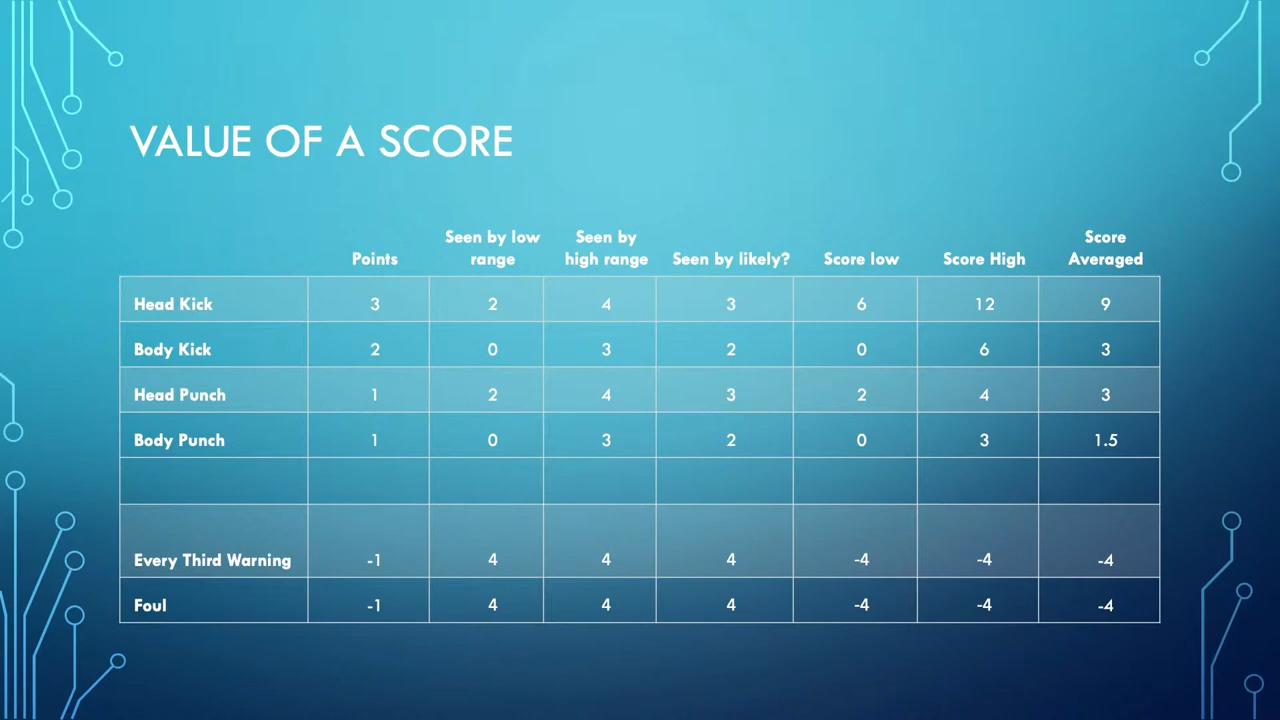 VALUE OF A SCORE
Points Seen by low range Seen by high range Seen by likely? Score low Score High Score Averaged
Head Kick 3 2 4 3 6 12 9
Body Kick 2 0 3 2 0 6 3
Head Punch 1 2 4 3 2 4 3
Body Punch 1 0 3 2 0 3 1.5
Every Third Warning -1 4 4 4 -4 -4 -4
Foul -1 4 4 4 -4 -4 -4